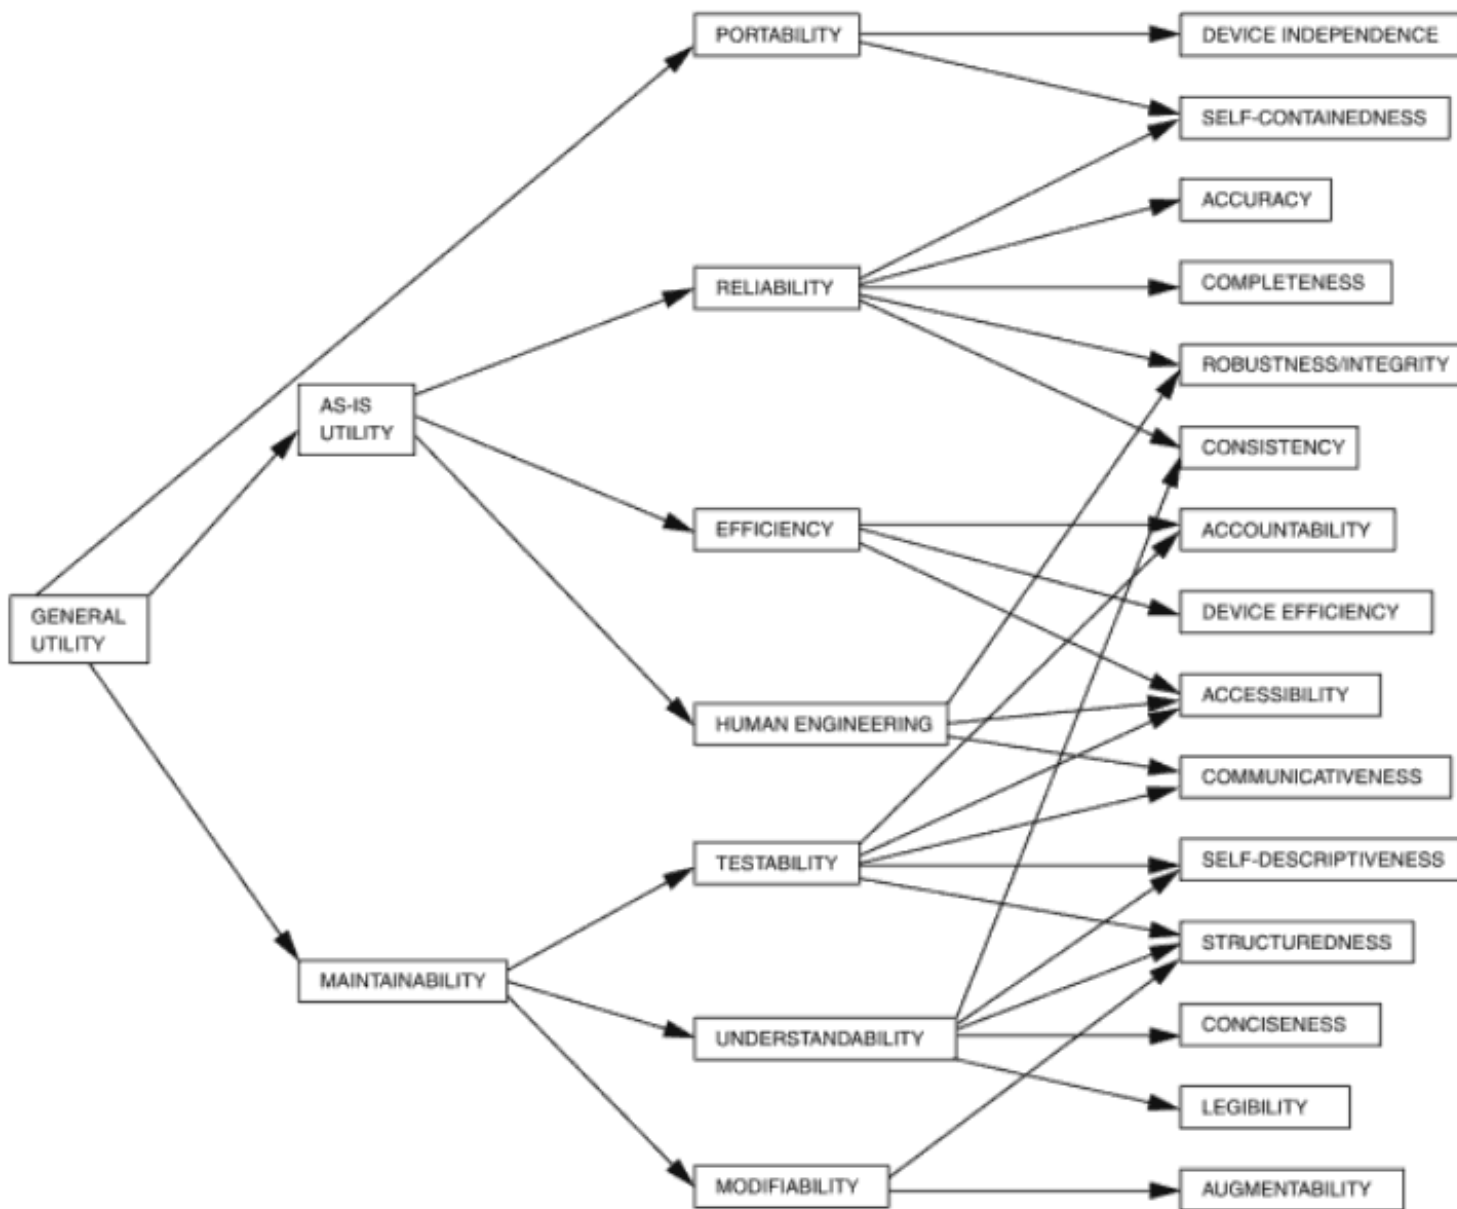 PORTABILITY
DEVICE INDEPENDENCE
SELF-CONTAINEDNESS
ACCURACY
RELIABILITY
COMPLETENESS
ROBUSTNESS/INTEGRITY
AS-IS
UTILITY
CONSISTENCY
EFFICIENCY
ACCOUNTABILITY
GENERAL
UTILITY
DEVICE EFFICIENCY
ACCESSIBILITY
HUMAN ENGINEERING
COMMUNICATIVENESS
TESTABILITY
SELF-DESCRIPTIVENESS
STRUCTUREDNESS
MAINTAINABILITY
CONCISENESS
UNDERSTANDABILITY
LEGIBILITY
MODIFIABILITY
AUGMENTABILITY